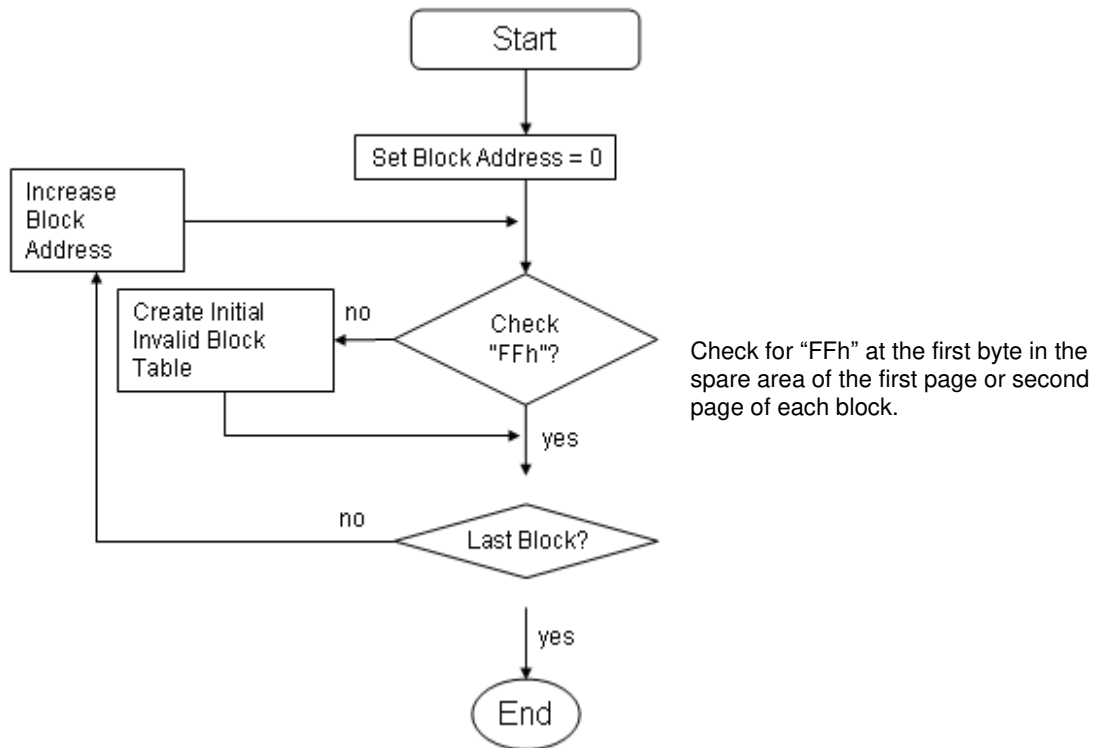 Start
Set Block Address = 0
Increase
Block
Address
Create Initial
Invalid Block
Table
no
Check
"FFh"?
Check for “FFh” at the first byte in the
spare area of the first page or second
page of each block.
yes
no
Last Block?
yes
End